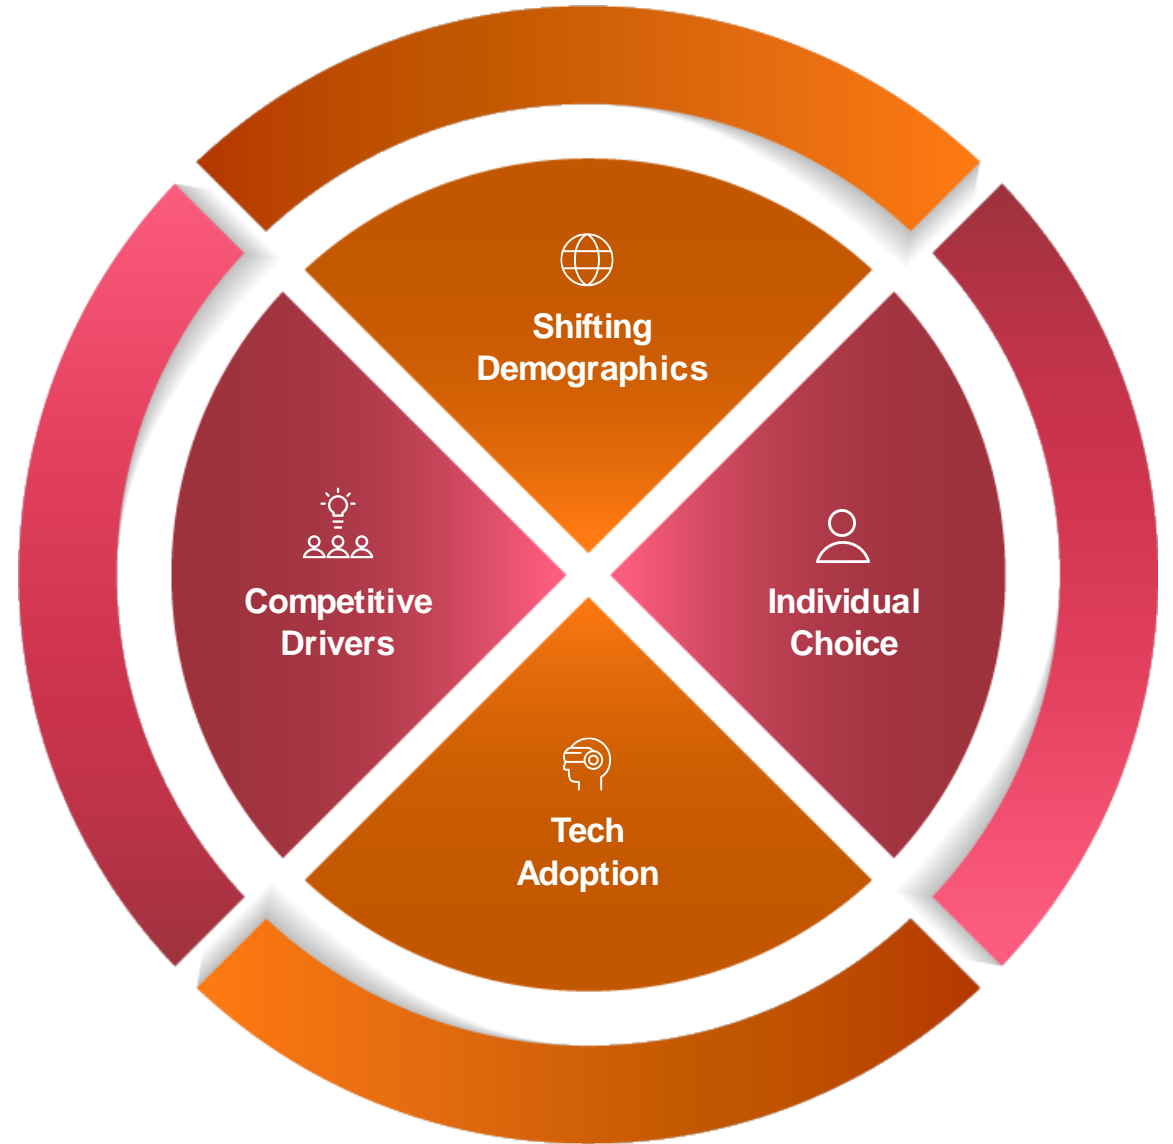 Shifting
Demographics
Competitive
Drivers
Individual
Choice
Tech
Adoption